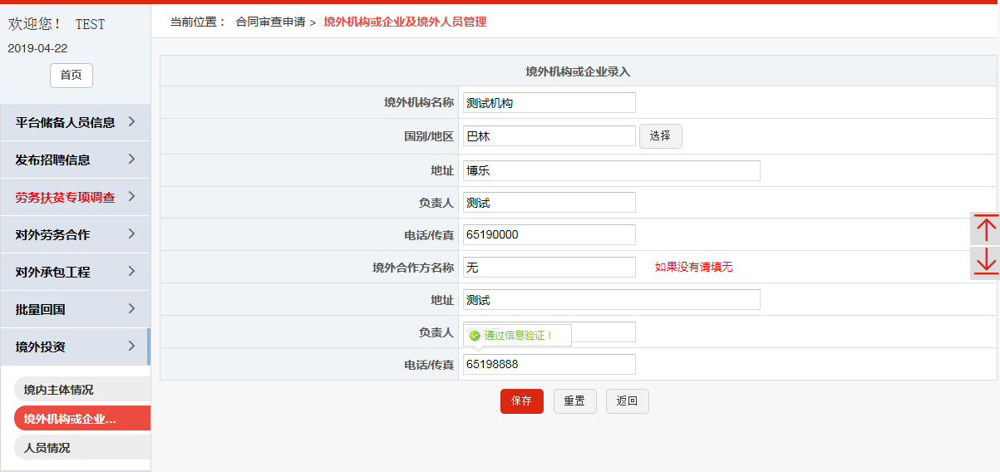 欢迎您！ TEST
2019-04-22
首页
平台储备人员信息
发布招聘信息
劳务扶贫专项调查
对外劳务合作
对外承包工程
批量回国
境外投资
境内主体情况
境外机构或企业...
人员情况
当前位置： 合同审查申请 > 境外机构或企业及境外人员管理
境外机构或企业录入
境外机构名称 测试机构
国别/地区 巴林 选择
地址 博乐
负责人 测试
电话/传真 65190000
境外合作方名称 无 如果没有请填无
地址 测试
负责人 通过信息验证！
电话/传真 65198888
保存 重置 返回